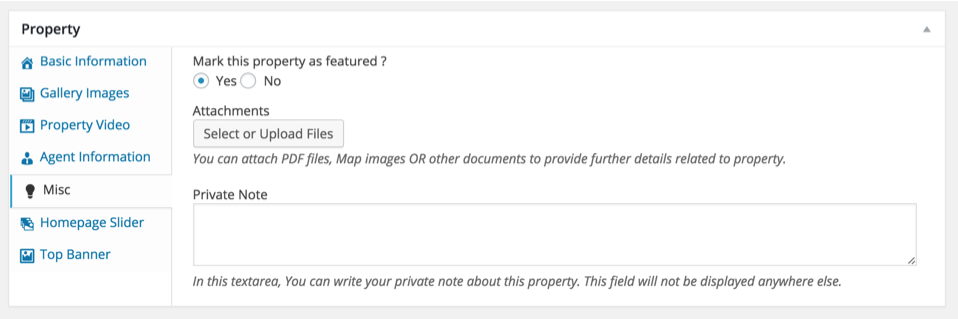 Property
Basic Information
Gallery Images
Property Video
Agent Information
Misc
Homepage Slider
Top Banner
Mark this property as featured ?
Yes No
Attachments
Select or Upload Files
You can attach PDF files, Map images OR other documents to provide further details related to property.
Private Note
In this textarea, You can write your private note about this property. This field will not be displayed anywhere else.